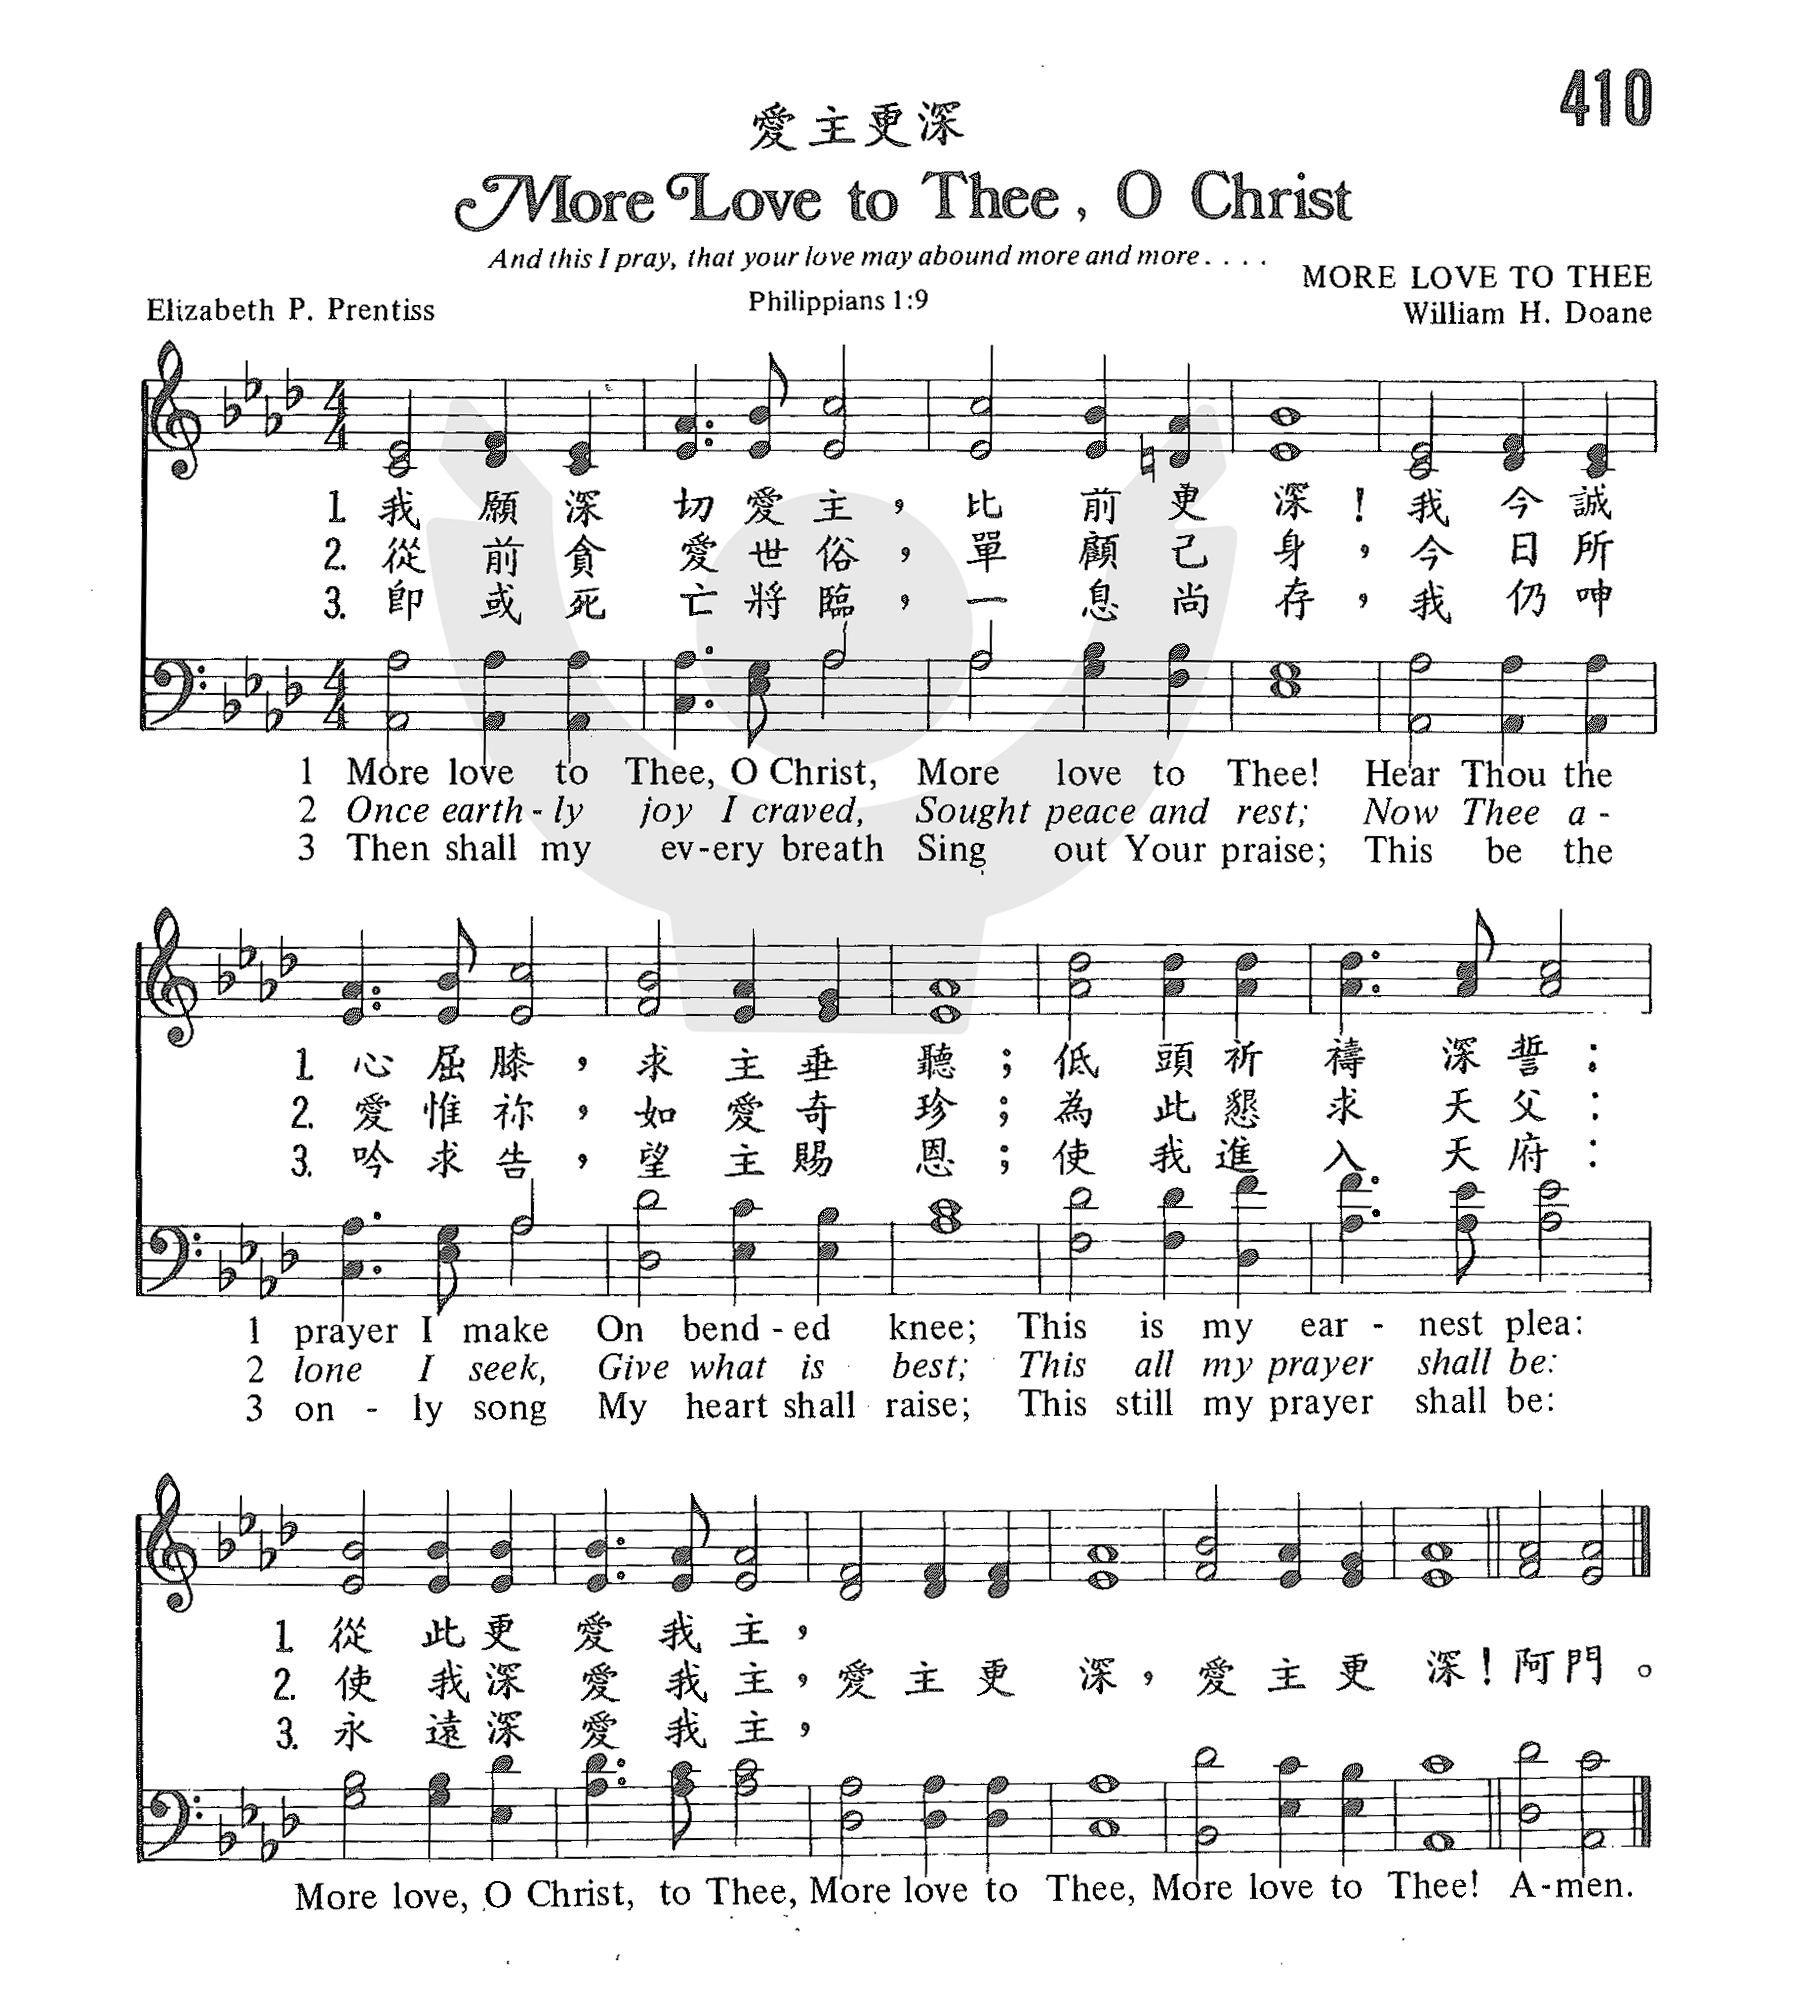 410
愛主更深
More Love to Thee, O Christ
And this I pray, that your love may abound more and more . . . .
MORE LOVE TO THEE
Elizabeth P. Prentiss
Philippians 1:9
William H. Doane
1. 我願深切愛主，比前更深！我今誠
2. 從前貪愛世俗，單顧己身，今日所
3. 卽或死亡將臨，一息尚存，我仍呻
1 More love to Thee, O Christ, More love to Thee! Hear Thou the
2 Once earth-ly joy I craved, Sought peace and rest; Now Thee a-
3 Then shall my ev-ery breath Sing out Your praise; This be the
1. 心屈膝，求主垂聽；低頭祈禱深誓：
2. 愛惟祢，如愛奇珍；為此懇求天父：
3. 吟求告，望主賜恩；使我進入天府：
1 prayer I make On bend-ed knee; This is my ear-nest plea:
2 lone I seek, Give what is best; This all my prayer shall be:
3 on-ly song My heart shall raise; This still my prayer shall be:
1. 從此更愛我主，
2. 使我深愛我主，愛主更深，愛主更深！阿門。
3. 永遠深愛我主，
More love, O Christ, to Thee, More love to Thee, More love to Thee! A-men.